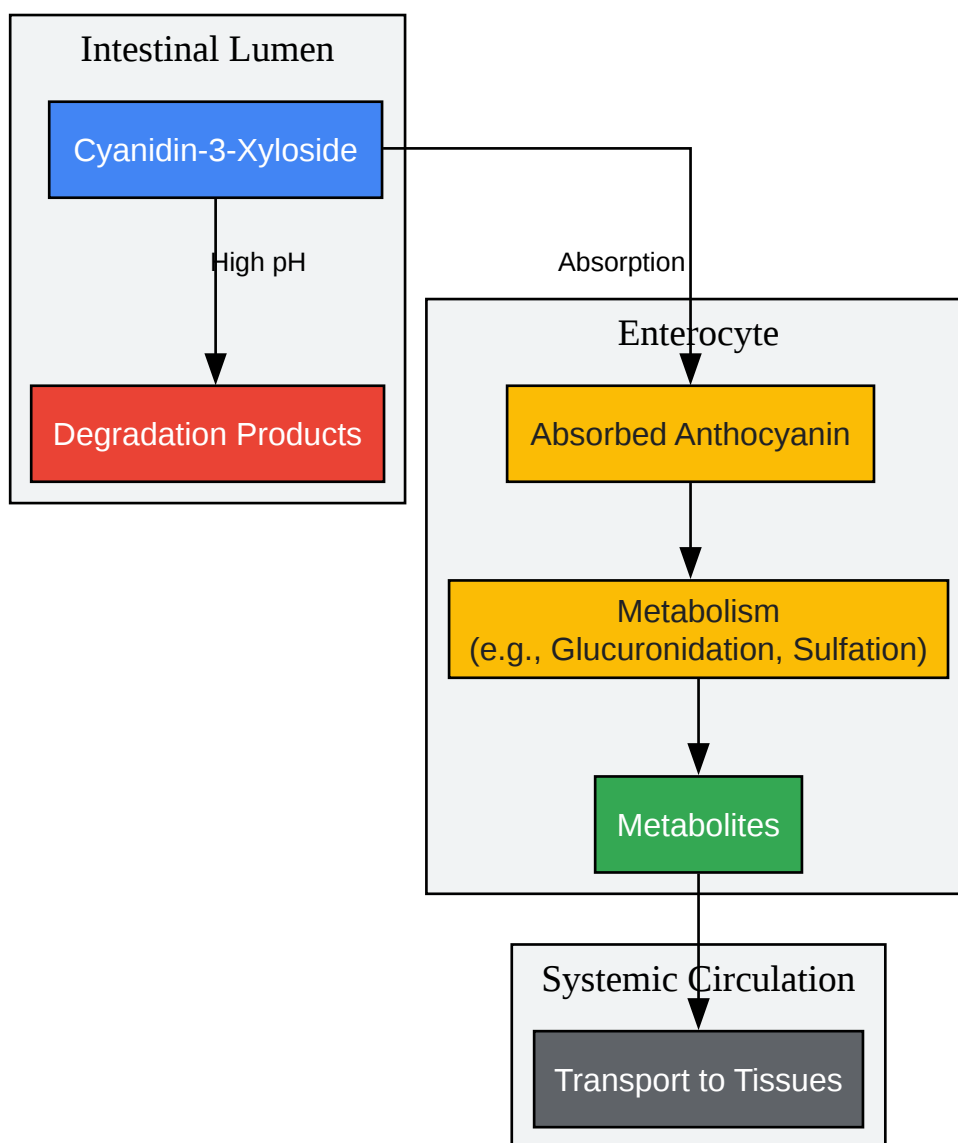 Intestinal Lumen
Cyanidin-3-Xyloside
High pH
Absorption
Degradation Products
Enterocyte
Absorbed Anthocyanin
Metabolism
(e.g., Glucuronidation, Sulfation)
Metabolites
Systemic Circulation
Transport to Tissues